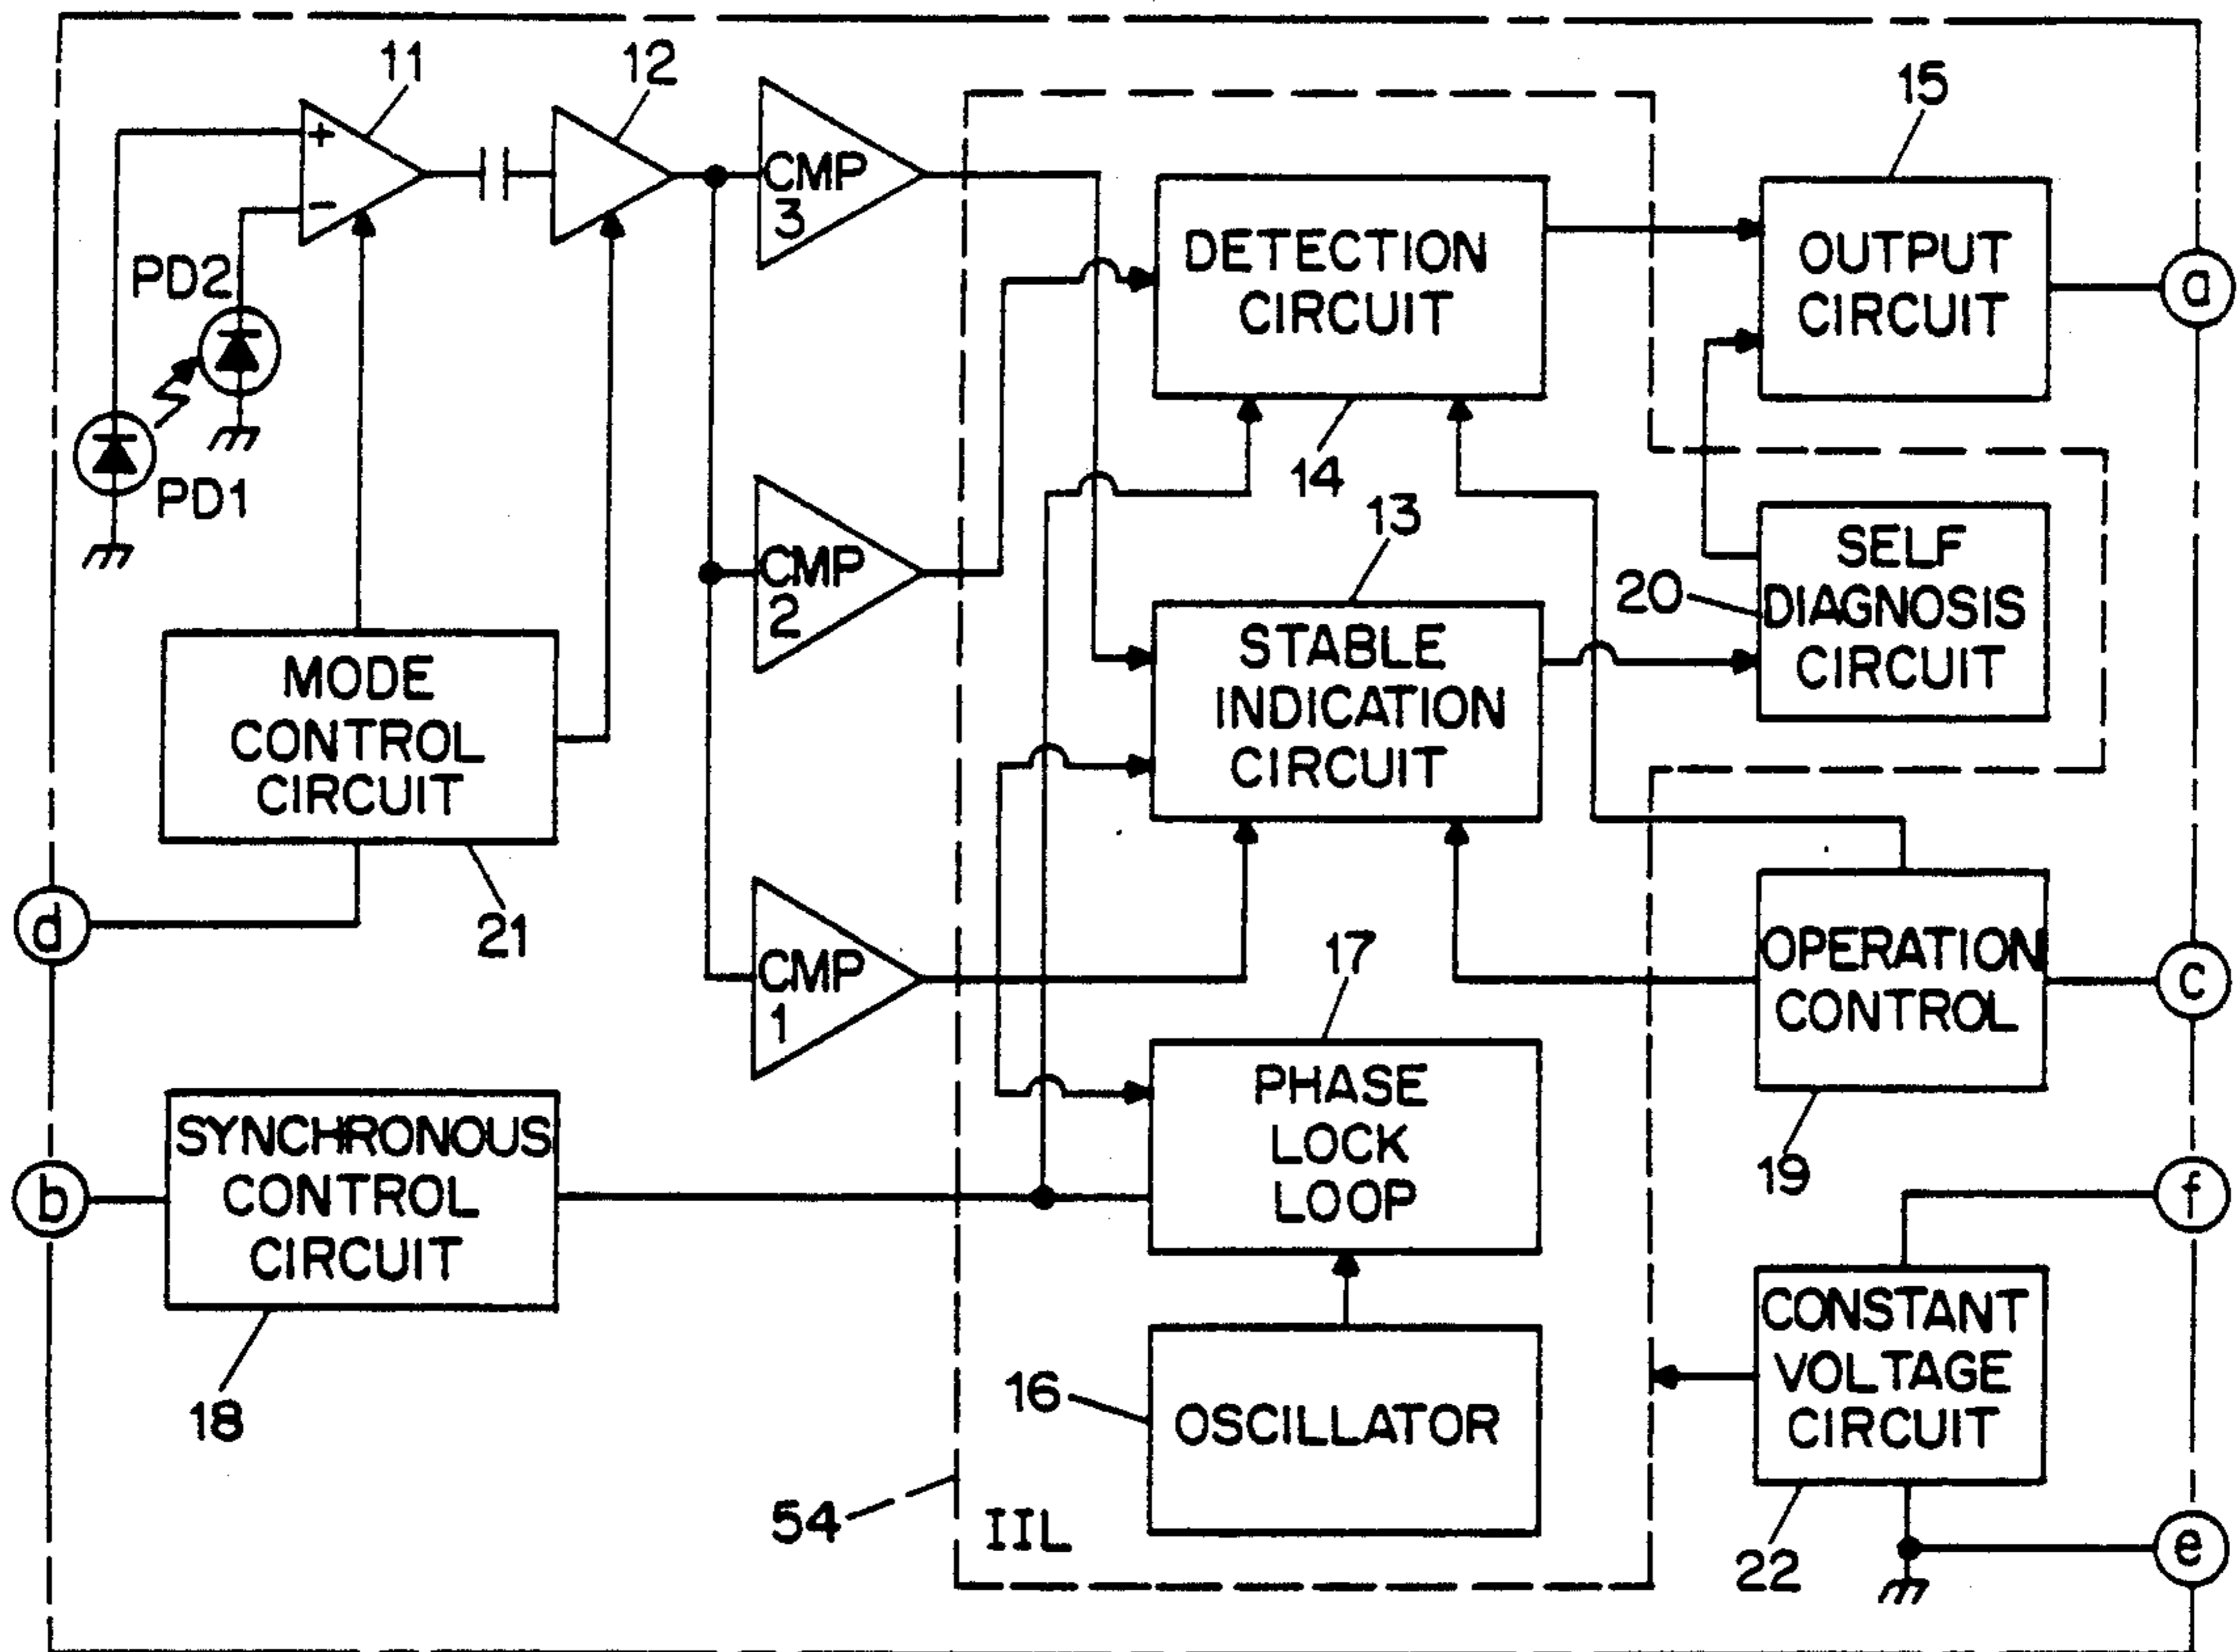 11
12
15
+
-
CMP
3
DETECTION
CIRCUIT
OUTPUT
CIRCUIT
a
PD2
PD1
14
13
CMP
2
SELF
DIAGNOSIS
CIRCUIT
20
STABLE
INDICATION
CIRCUIT
MODE
CONTROL
CIRCUIT
d
21
CMP
1
17
OPERATION
CONTROL
c
PHASE
LOCK
LOOP
19
SYNCHRONOUS
CONTROL
CIRCUIT
b
f
18
16
OSCILLATOR
CONSTANT
VOLTAGE
CIRCUIT
54
IIL
22
e